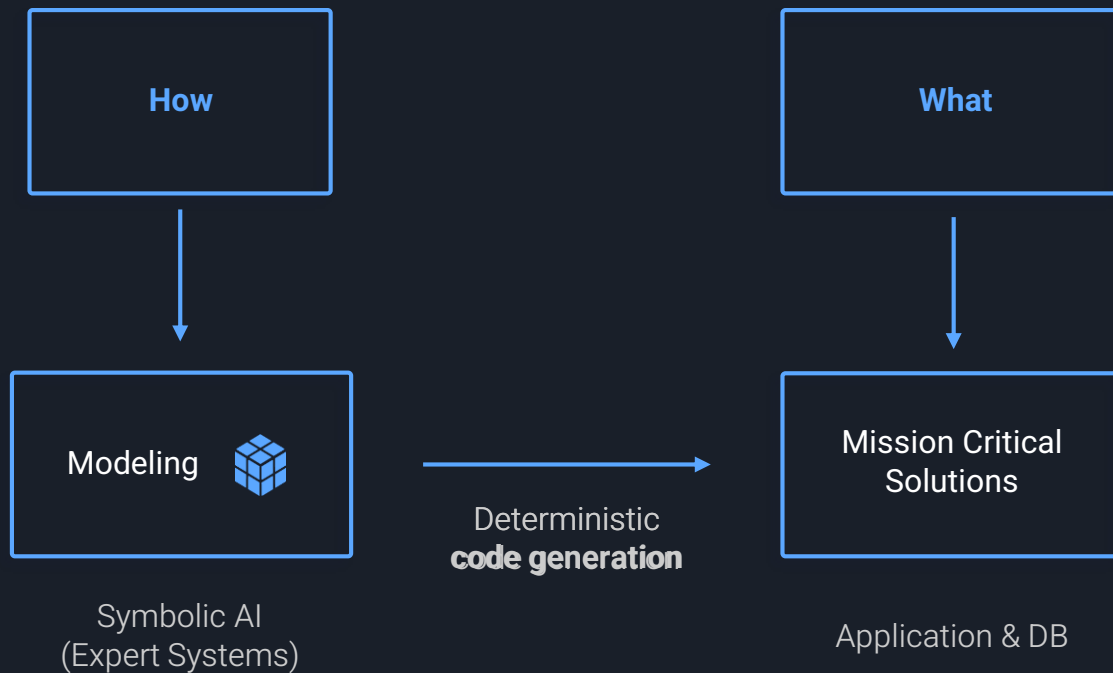 How
What
Modeling
Mission Critical
Solutions
Deterministic
code generation
Symbolic AI
(Expert Systems)
Application & DB